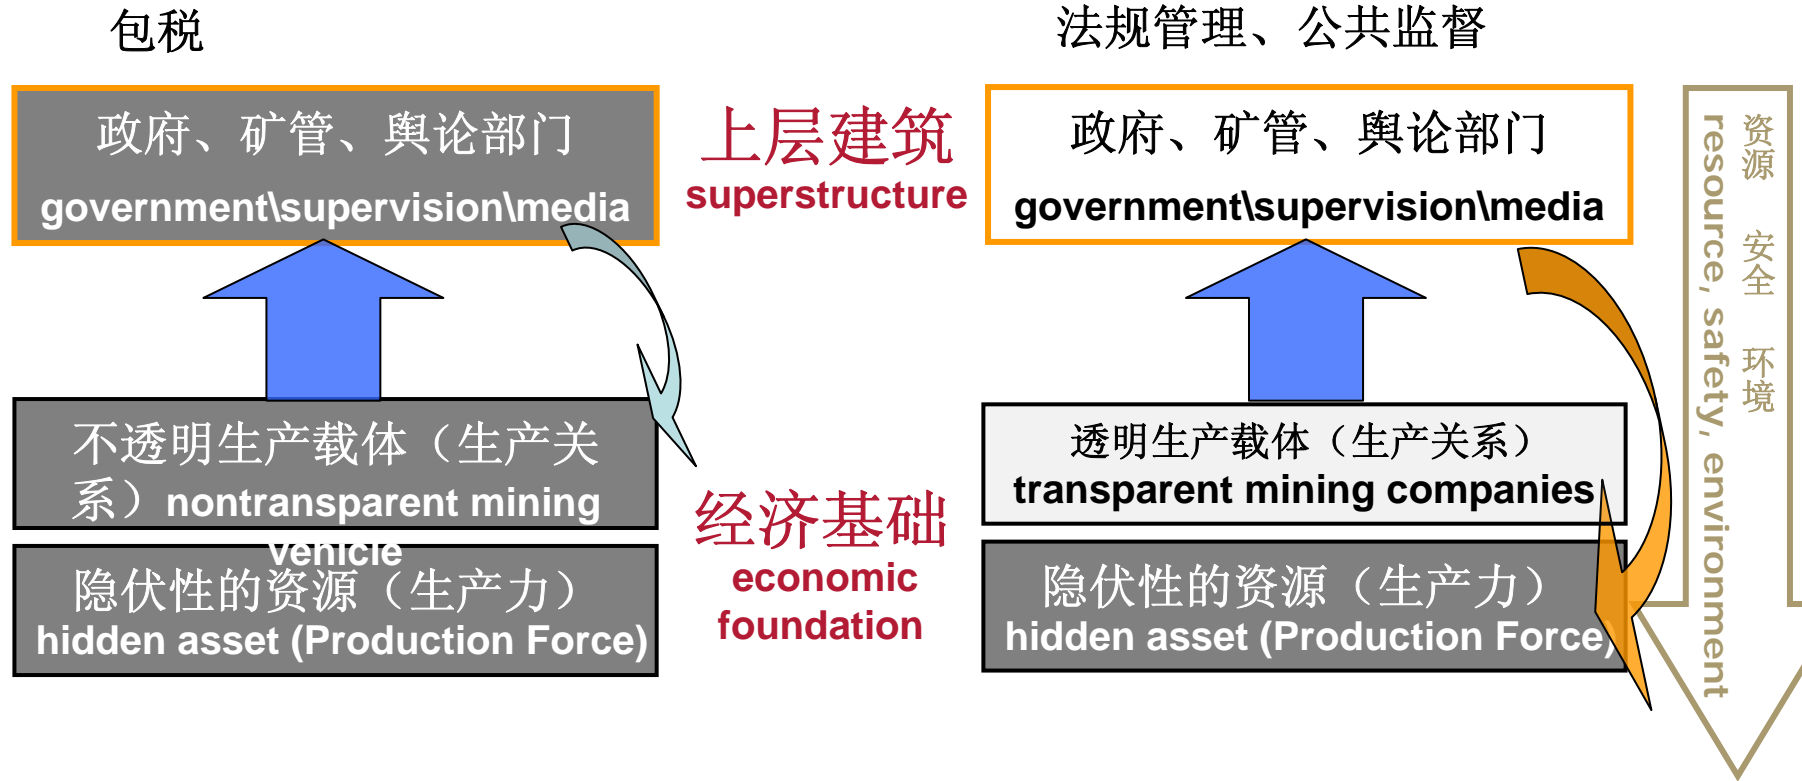 包税
政府、矿管、舆论部门
government\supervision\media
不透明生产载体（生产关
系）nontransparent mining
vehicle
隐伏性的资源（生产力）
hidden asset (Production Force)
上层建筑
superstructure
经济基础
economic
foundation
法规管理、公共监督
政府、矿管、舆论部门
government\supervision\media
透明生产载体（生产关系）
transparent mining companies
隐伏性的资源（生产力）
hidden asset (Production Force)
资源 安全 环境
resource, safety, environment